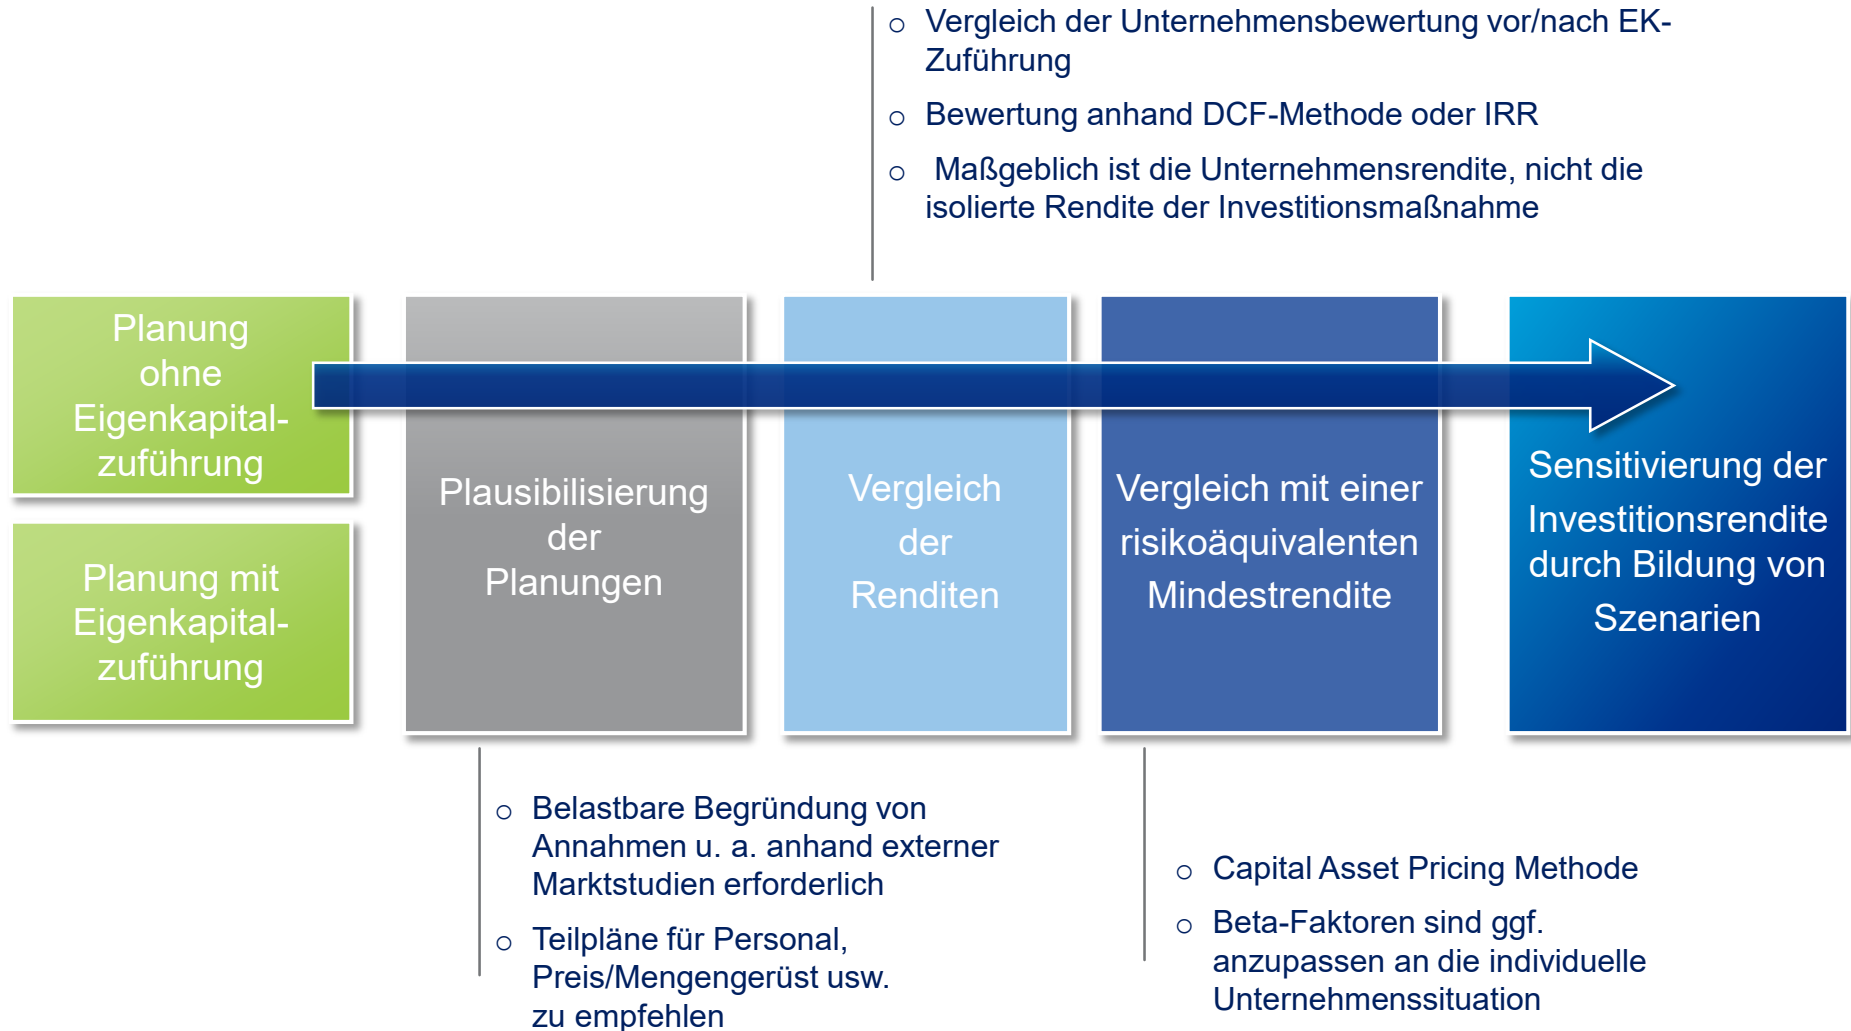 ○ Vergleich der Unternehmensbewertung vor/nach EK-
Zuführung
○ Bewertung anhand DCF-Methode oder IRR
○ Maßgeblich ist die Unternehmensrendite, nicht die
isolierte Rendite der Investitionsmaßnahme
Planung
ohne
Eigenkapital-
zuführung
Planung mit
Eigenkapital-
zuführung
Plausibilisierung
der
Planungen
Vergleich
der
Renditen
Vergleich mit einer
risikoäquivalenten
Mindestrendite
Sensitivierung der
Investitionsrendite
durch Bildung von
Szenarien
○ Belastbare Begründung von
Annahmen u. a. anhand externer
Marktstudien erforderlich
○ Teilpläne für Personal,
Preis/Mengengerüst usw.
zu empfehlen
○ Capital Asset Pricing Methode
○ Beta-Faktoren sind ggf.
anzupassen an die individuelle
Unternehmenssituation